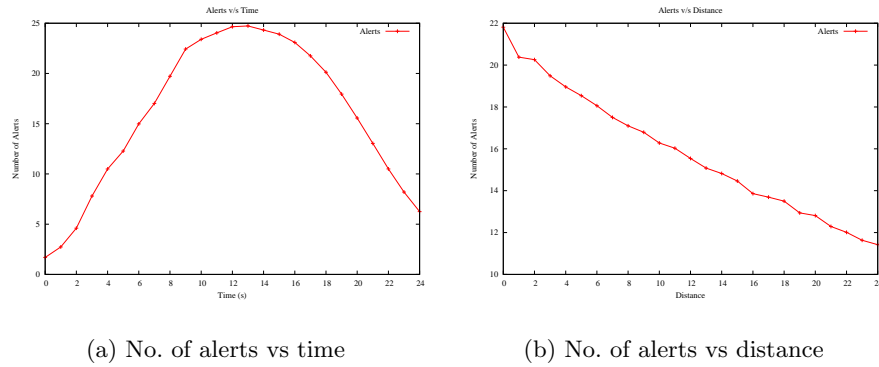 Alerts v/s Time
Alerts
25
20
15
10
5
0
0 2 4 6 8 10 12 14 16 18 20 22 24
Number of Alerts
Time (s)
(a) No. of alerts vs time
Alerts v/s Distance
Alerts
22
20
18
16
14
12
10
0 2 4 6 8 10 12 14 16 18 20 22 2
Number of Alerts
Distance
(b) No. of alerts vs distance